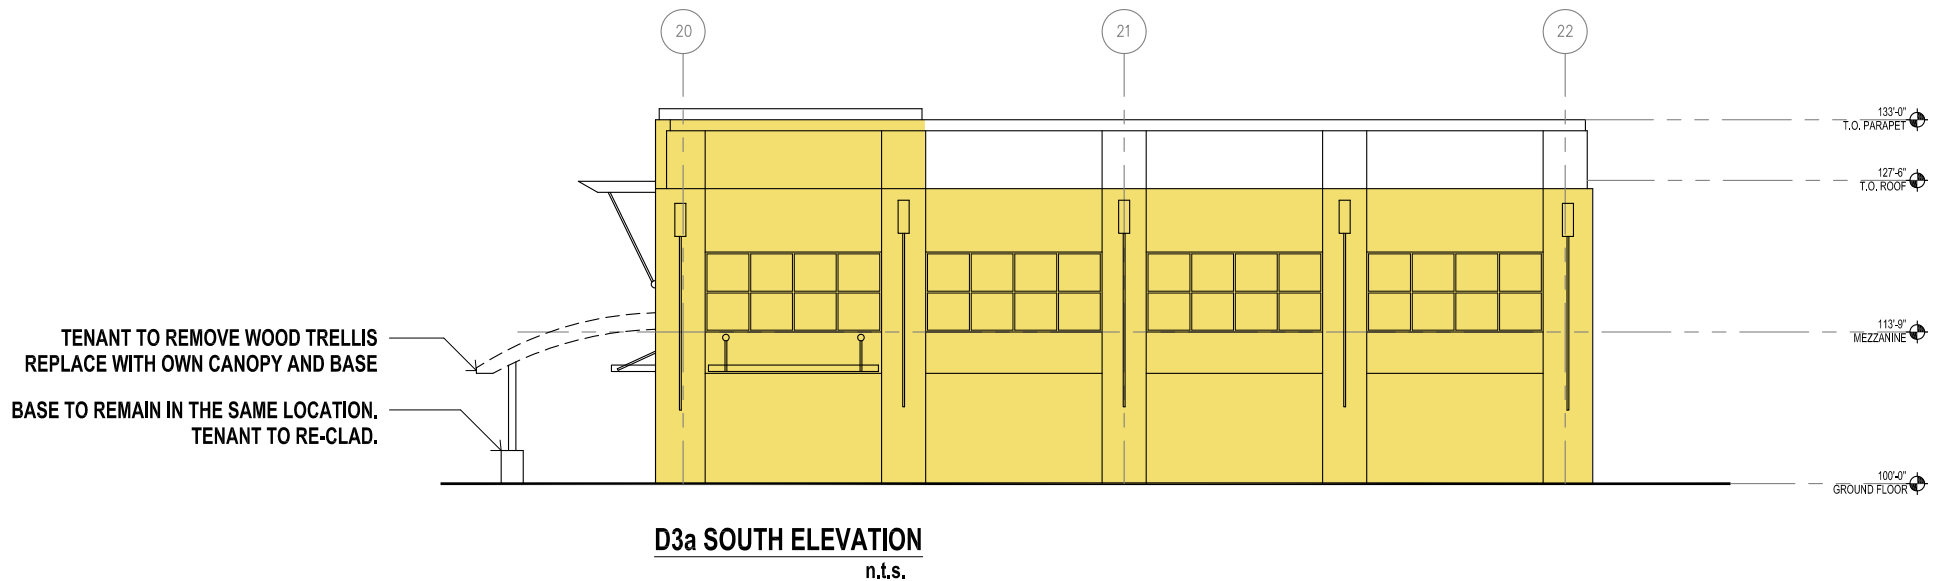 20
21
22
133'-0"
T.O. PARAPET
127'-6"
T.O. ROOF
TENANT TO REMOVE WOOD TRELLIS
REPLACE WITH OWN CANOPY AND BASE
113'-9"
MEZZANINE
BASE TO REMAIN IN THE SAME LOCATION.
TENANT TO RE-CLAD.
100'-0"
GROUND FLOOR
D3a SOUTH ELEVATION
n.t.s.